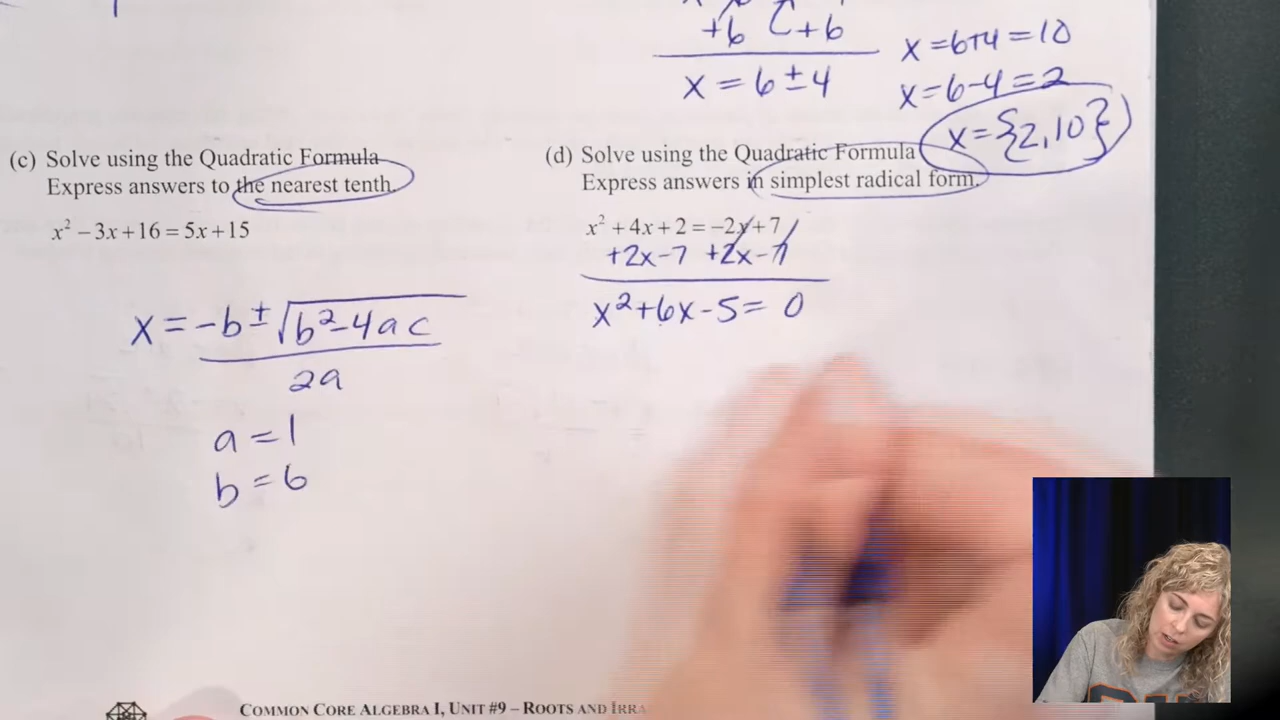 +6 +6
x = 6 ± 4
x = 6+4 = 10
x = 6-4 = 2
x = {2,10}
(c) Solve using the Quadratic Formula
Express answers to the nearest tenth.
x² − 3x + 16 = 5x + 15
x = -b ± √b²-4ac
2a
a = 1
b = 6
(d) Solve using the Quadratic Formula
Express answers in simplest radical form.
x² + 4x + 2 = −2x + 7
+2x-7 +2x-7
x²+6x-5= 0
COMMON CORE ALGEBRA I, UNIT #9 – ROOTS AND